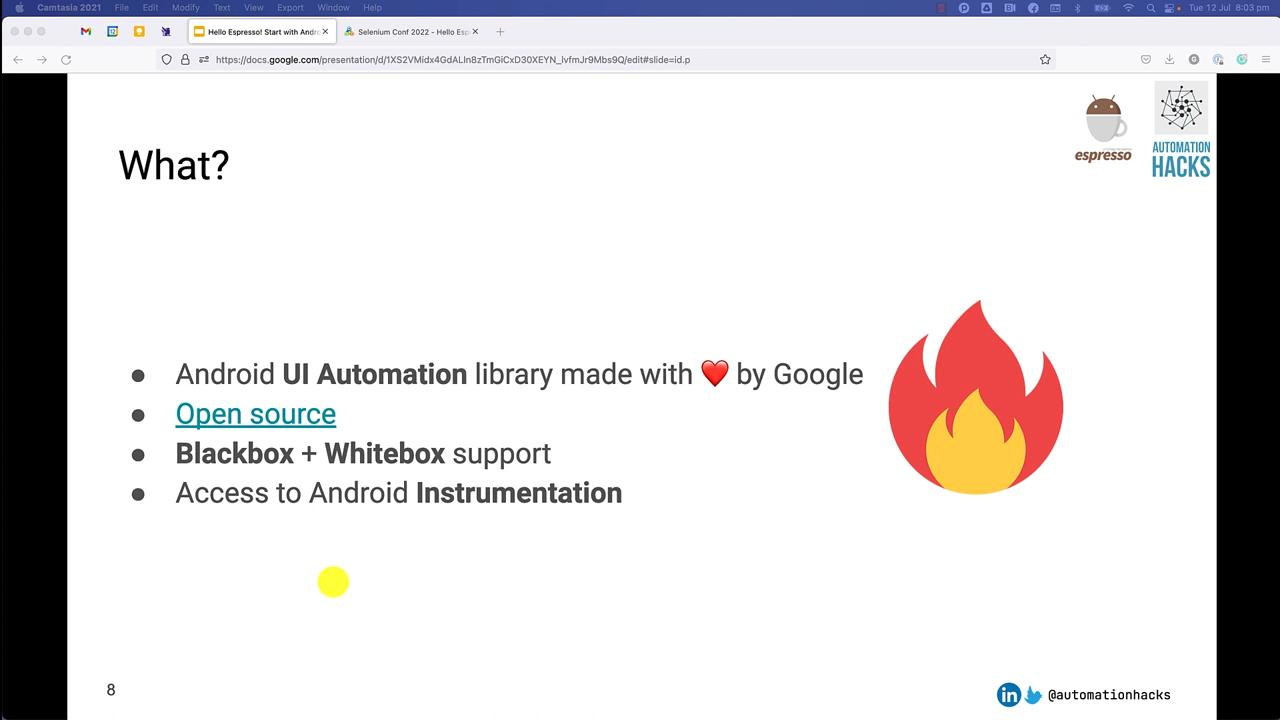 Camtasia 2021 File Edit Modify Text View Export Window Help Tue 12 Jul 8:03 pm
Hello Espresso! Start with Andro
Selenium Conf 2022 - Hello Esp
https://docs.google.com/presentation/d/1XS2VMidx4GdALIn8zTmGiCxD30XEYN_lvfmJr9Mbs9Q/edit#slide=id.p
espresso
AUTOMATION
HACKS
What?
● Android UI Automation library made with ❤️ by Google
● Open source
● Blackbox + Whitebox support
● Access to Android Instrumentation
8
in @automationhacks